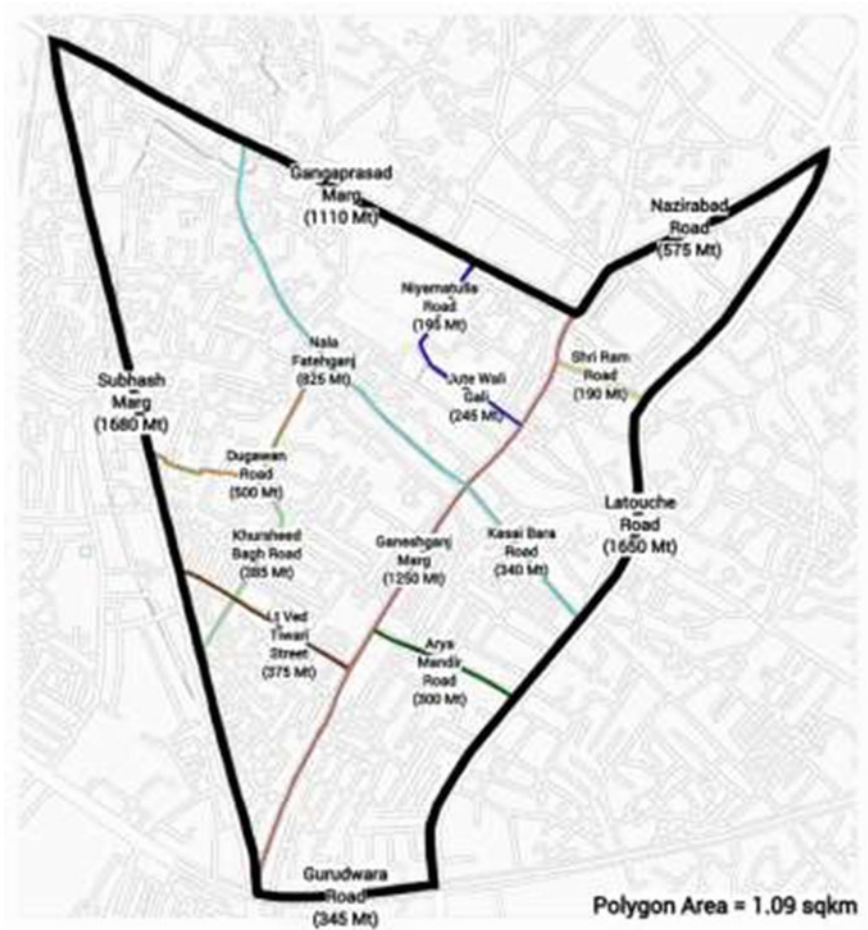 Gangaprasad
Marg
(1110 Mt)
Nazirabad
Road
(575 Mt)
Niyamatulla
Road
(195 Mt)
Nala
Fatehganj
(825 Mt)
Shri Ram
Road
(190 Mt)
Jute Wali
Gali
(245 Mt)
Subhash
Marg
(1680 Mt)
Dugawan
Road
(500 Mt)
Latouche
Road
(1650 Mt)
Khursheed
Bagh Road
(285 Mt)
Ganeshganj
Marg
(1250 Mt)
Kasai Bara
Road
(340 Mt)
Lt Ved
Tiwari
Street
(375 Mt)
Arya
Mandir
Road
(300 Mt)
Gurudwara
Road
(345 Mt)
Polygon Area = 1.09 sqkm